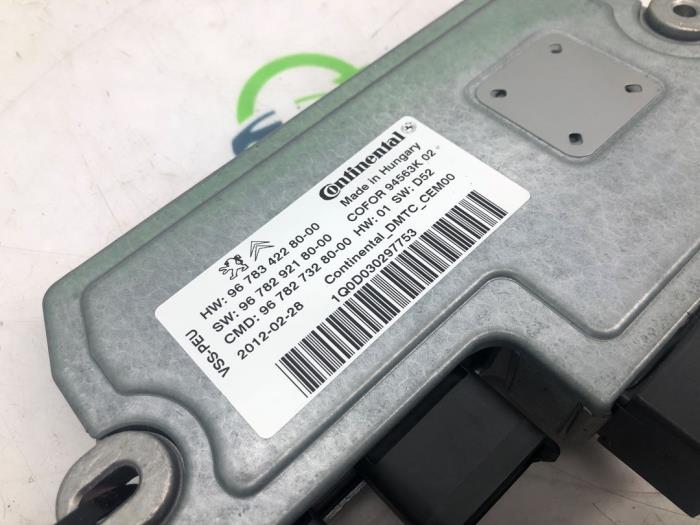 Continental
Made in Hungary
COFOR 94563K 02
HW: 01 SW: D52
Continental_DMTC_CEM00
1Q0D030297753
HW: 96 783 422 80-00
SW: 96 782 921 80-00
CMD: 96 782 732 80-00
2012-02-28
VSS-PEU